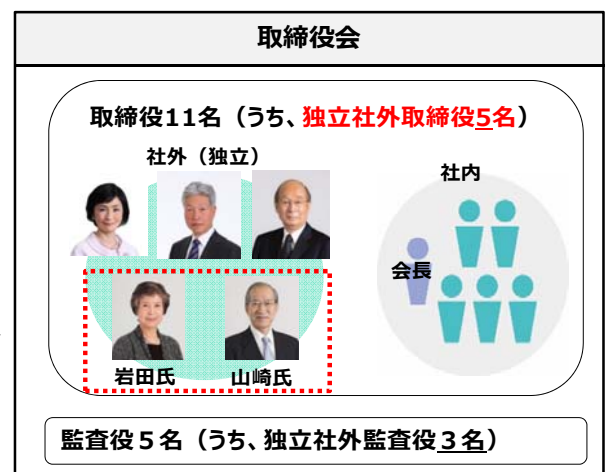 取締役会
取締役11名（うち、独立社外取締役5名）
社外（独立）
社内
会長
岩田氏
山崎氏
監査役５名（うち、独立社外監査役３名）